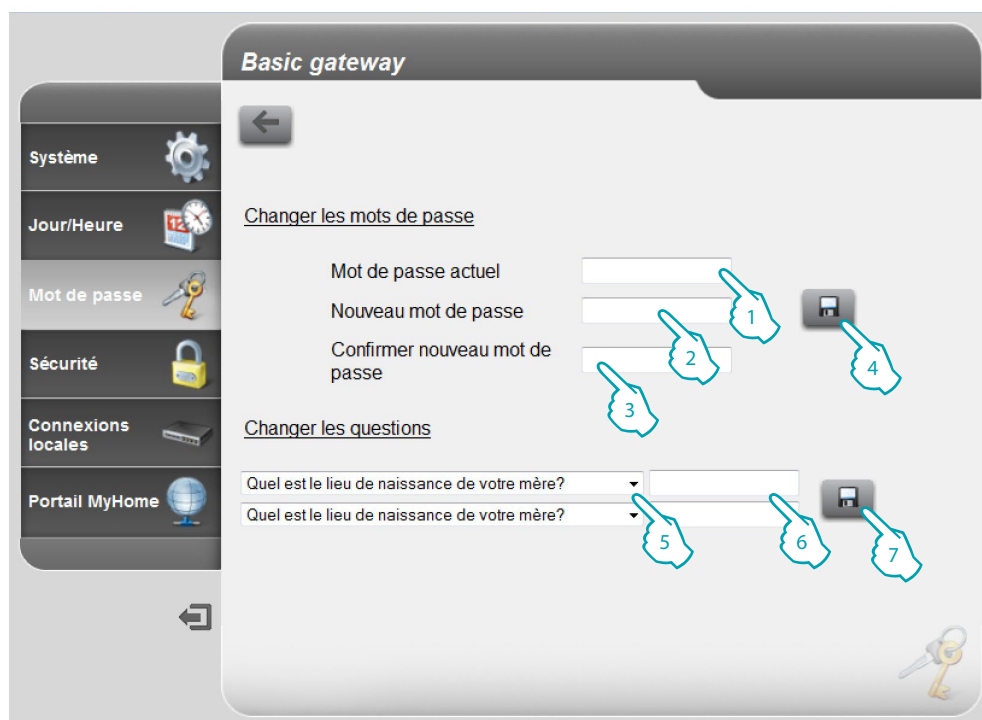 Basic gateway
Système
Jour/Heure
12
Mot de passe
Sécurité
Connexions
locales
Portail MyHome
Changer les mots de passe
Mot de passe actuel
1
Nouveau mot de passe
2
Confirmer nouveau mot de
passe
3
4
Changer les questions
Quel est le lieu de naissance de votre mère?
Quel est le lieu de naissance de votre mère?
5
6
7